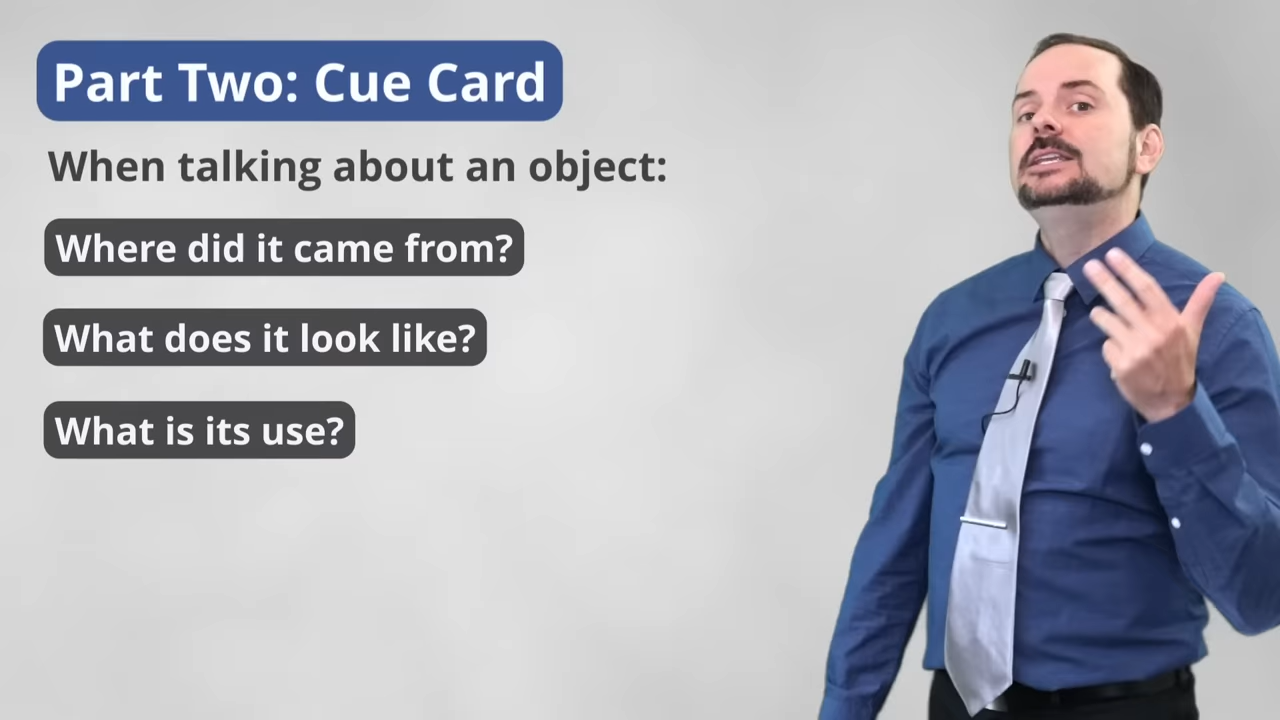 Part Two: Cue Card
When talking about an object:
Where did it came from?
What does it look like?
What is its use?